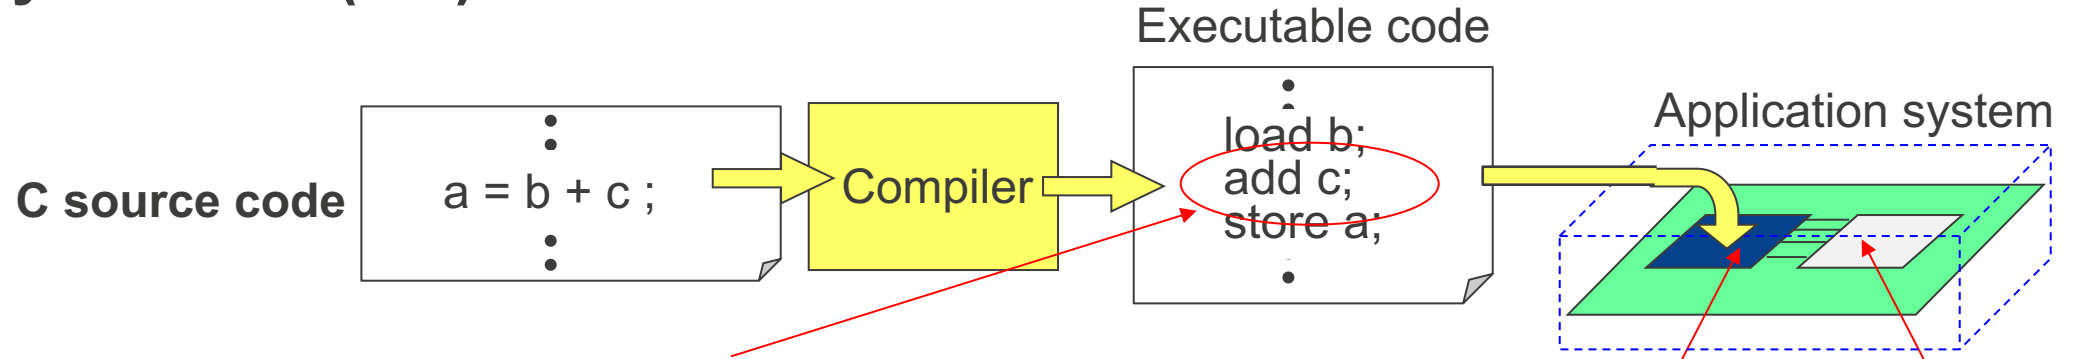 Executable code
Application system
C source code
a = b + c ;
Compiler
load b;
add c;
store a;